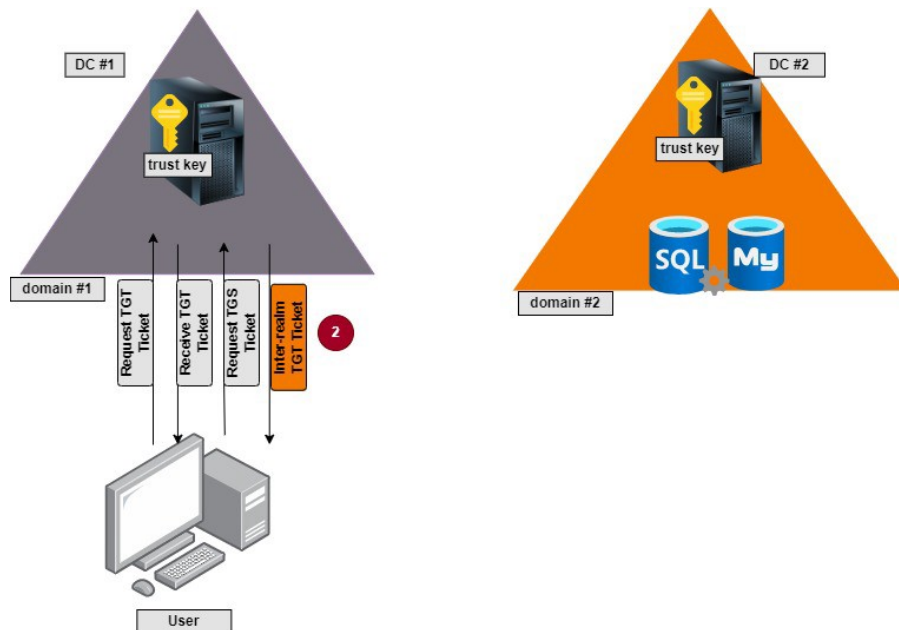 DC #1
DC #2
trust key
trust key
SQL
My
domain #1
domain #2
Request TGT
Ticket
Receive TGT
Ticket
Request TGS
Ticket
Inter-realm
TGT Ticket
2
User